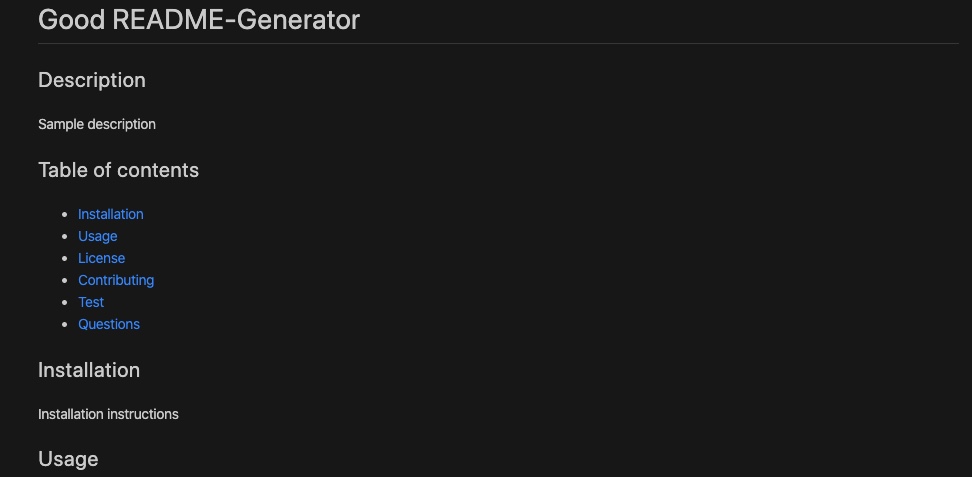 Good README-Generator
Description
Sample description
Table of contents
Installation
Usage
License
Contributing
Test
Questions
Installation
Installation instructions
Usage